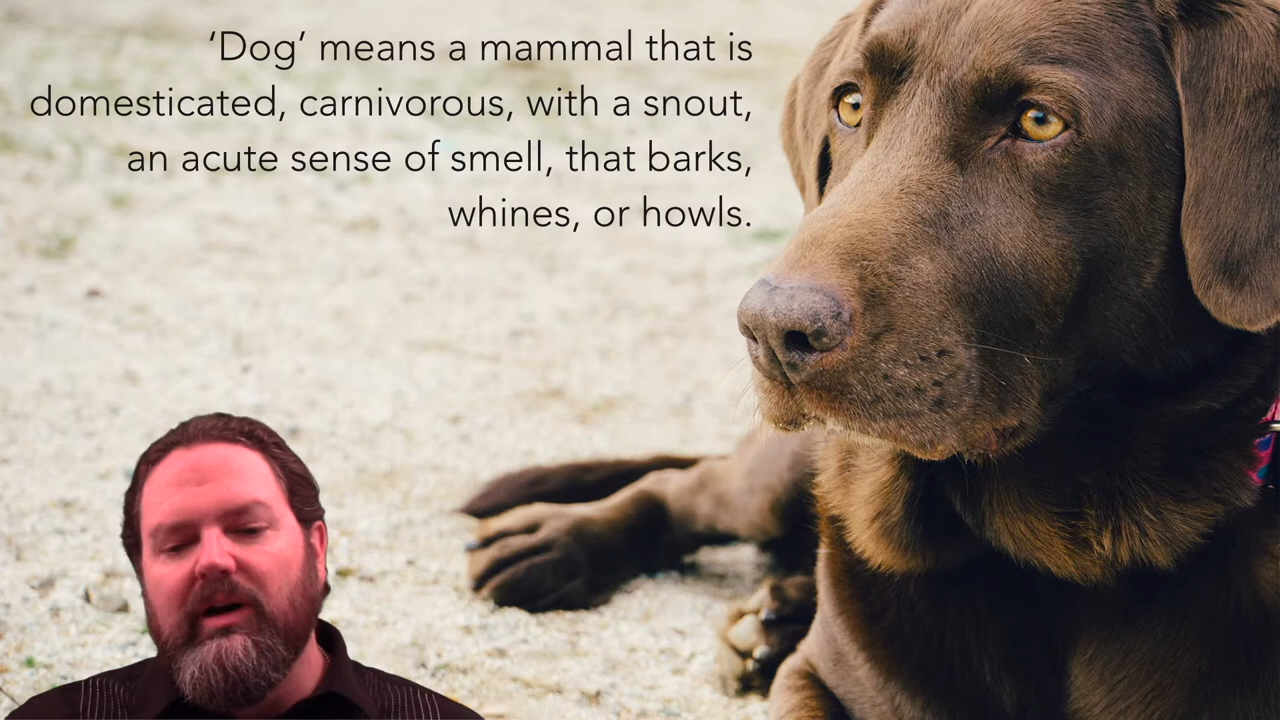 ‘Dog’ means a mammal that is
domesticated, carnivorous, with a snout,
an acute sense of smell, that barks,
whines, or howls.